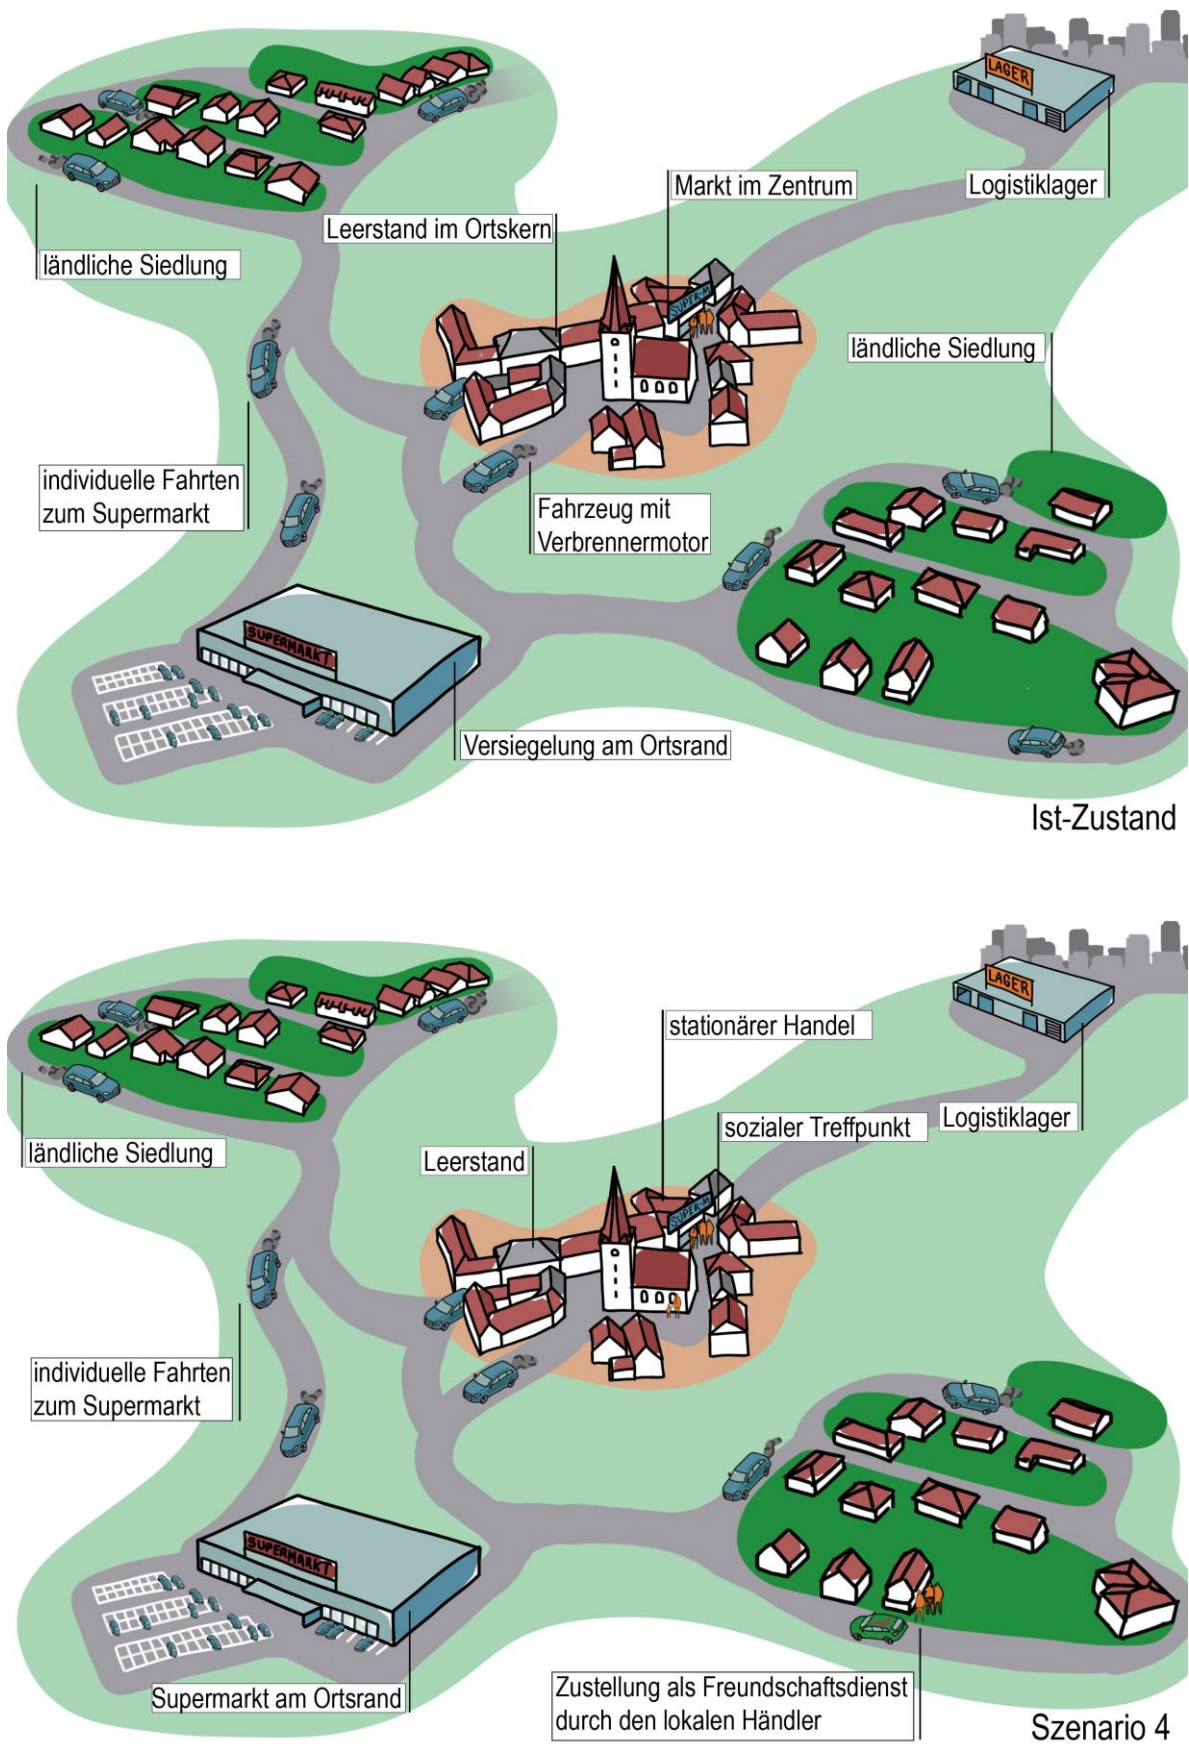 LAGER
Markt im Zentrum
Logistiklager
Leerstand im Ortskern
ländliche Siedlung
SUPER-M
ländliche Siedlung
individuelle Fahrten
zum Supermarkt
Fahrzeug mit
Verbrennermotor
SUPERMARKT
Versiegelung am Ortsrand
Ist-Zustand
LAGER
stationärer Handel
Logistiklager
sozialer Treffpunkt
ländliche Siedlung
Leerstand
SUPER-M
individuelle Fahrten
zum Supermarkt
SUPERMARKT
Supermarkt am Ortsrand
Zustellung als Freundschaftsdienst
durch den lokalen Händler
Szenario 4